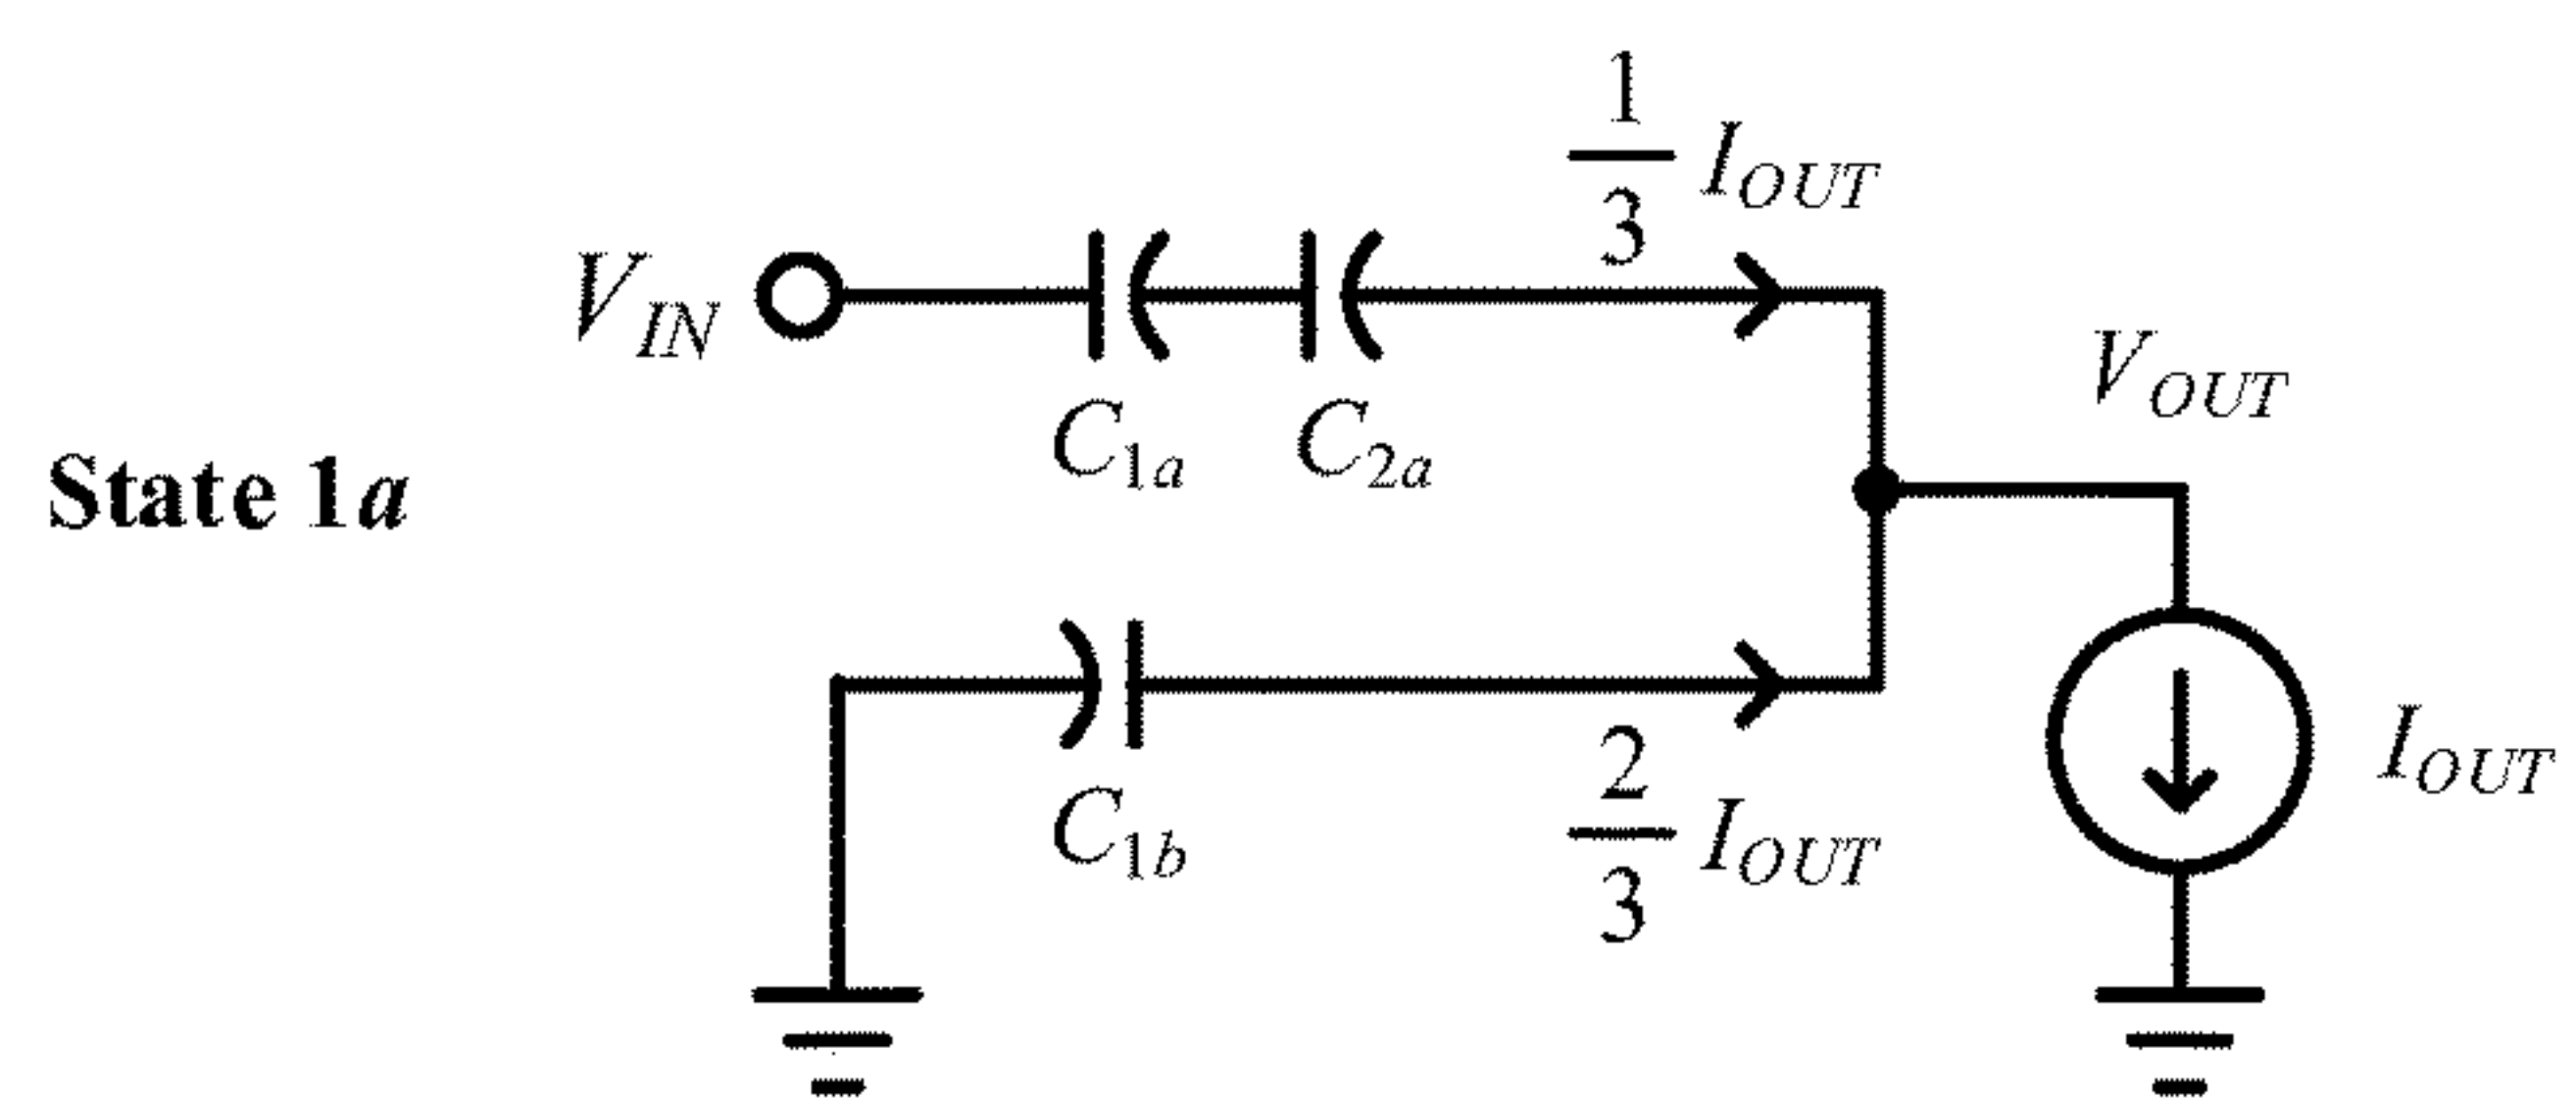 1/3 I_OUT
V_IN
C_1a C_2a
V_OUT
State 1a
C_1b
2/3 I_OUT
I_OUT